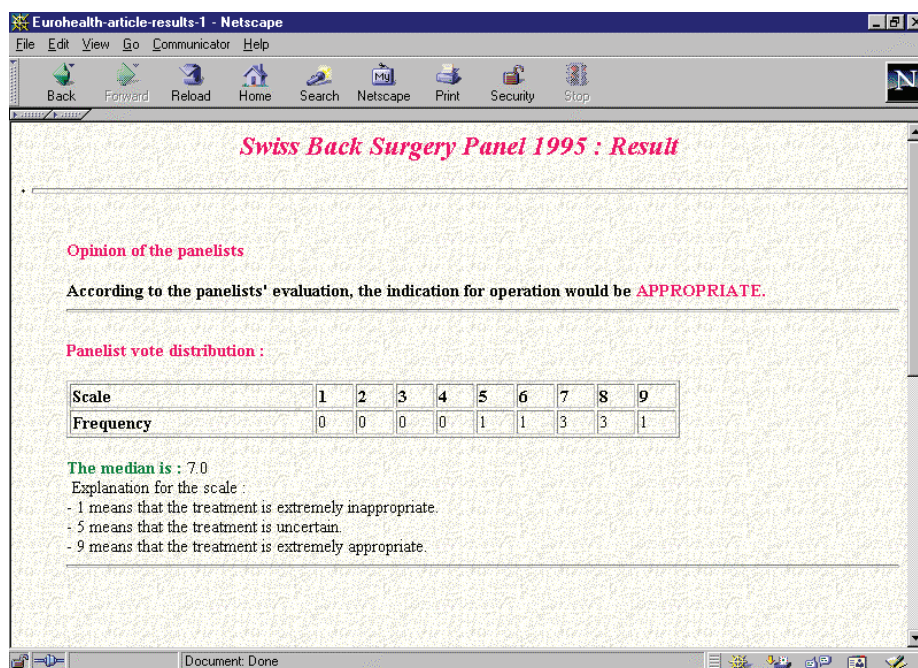 Eurohealth-article-results-1 - Netscape
File Edit View Go Communicator Help
My
N
Back Forward Reload Home Search Netscape Print Security Stop
Swiss Back Surgery Panel 1995 : Result
Opinion of the panelists
According to the panelists' evaluation, the indication for operation would be APPROPRIATE.
Panelist vote distribution :
Scale 1 2 3 4 5 6 7 8 9
Frequency 0 0 0 0 1 1 3 3 1
The median is : 7.0
Explanation for the scale :
- 1 means that the treatment is extremely inappropriate.
- 5 means that the treatment is uncertain.
- 9 means that the treatment is extremely appropriate.
Document: Done